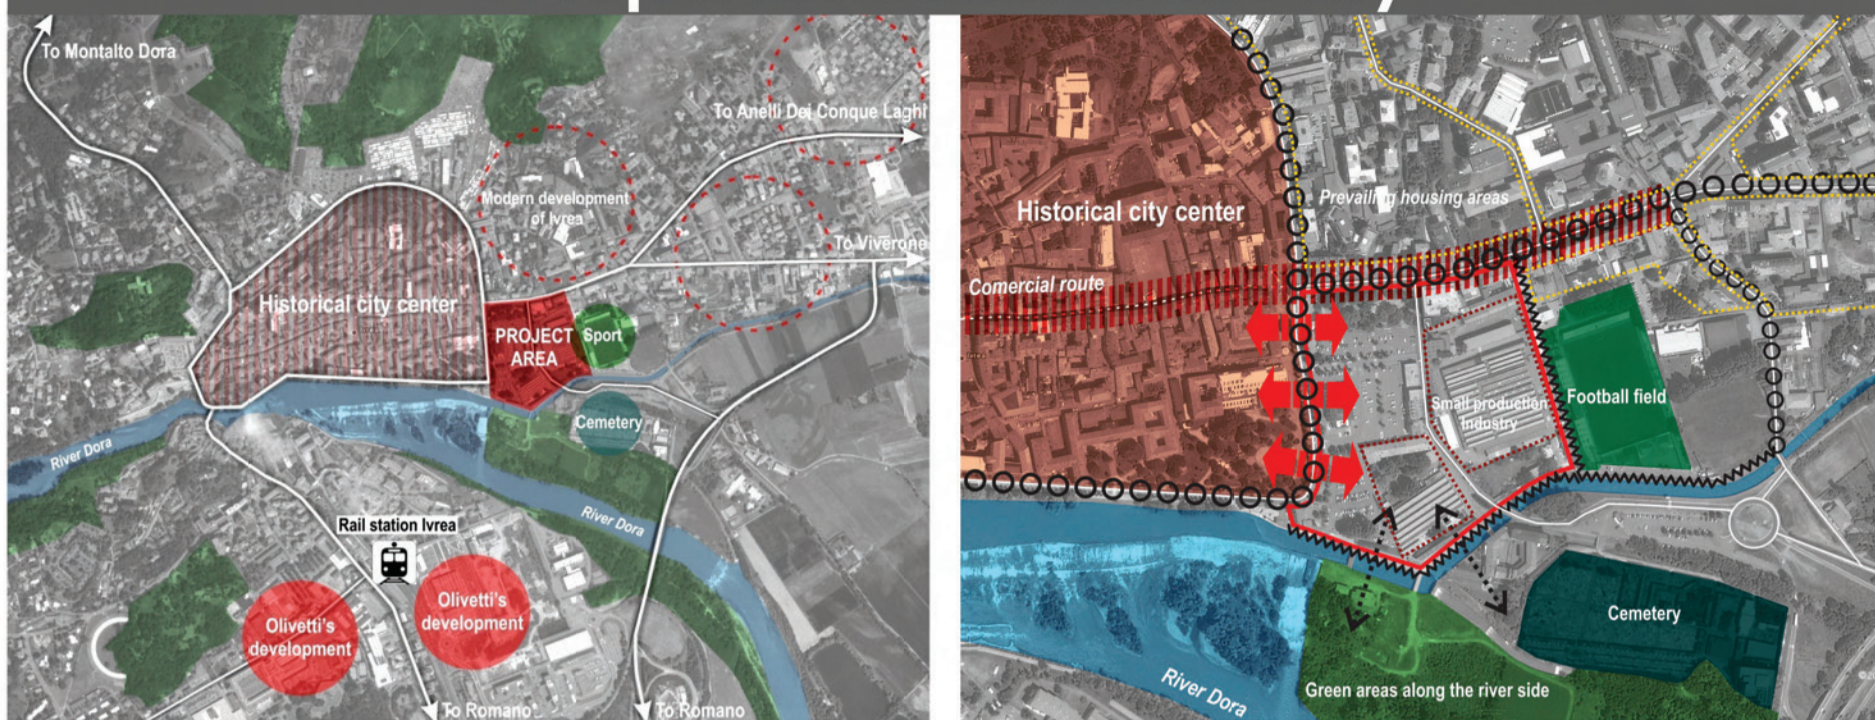 To Montalto Dora
To Anelli Dei Conque Laghi
Modern development
of Ivrea
To Viverone
Historical city center
PROJECT
AREA
Sport
Cemetery
River Dora
River Dora
Rail station Ivrea
Olivetti's
development
Olivetti's
development
To Romano
To Romano
Historical city center
Prevailing housing areas
Comercial route
Small production
industry
Football field
Cemetery
River Dora
Green areas along the river side